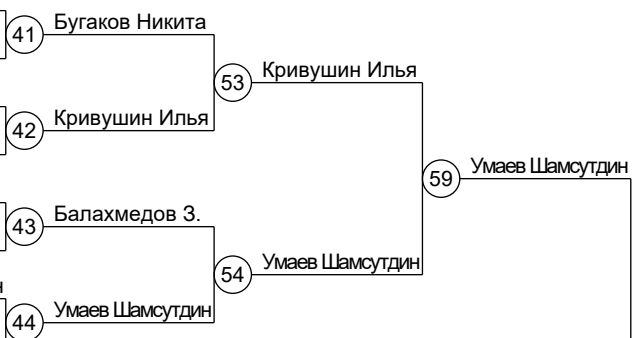 41 Бугаков Никита
53 Кривушин Илья
42 Кривушин Илья
59 Умаев Шамсутдин
43 Балахмедов З.
54 Умаев Шамсутдин
44 Умаев Шамсутдин